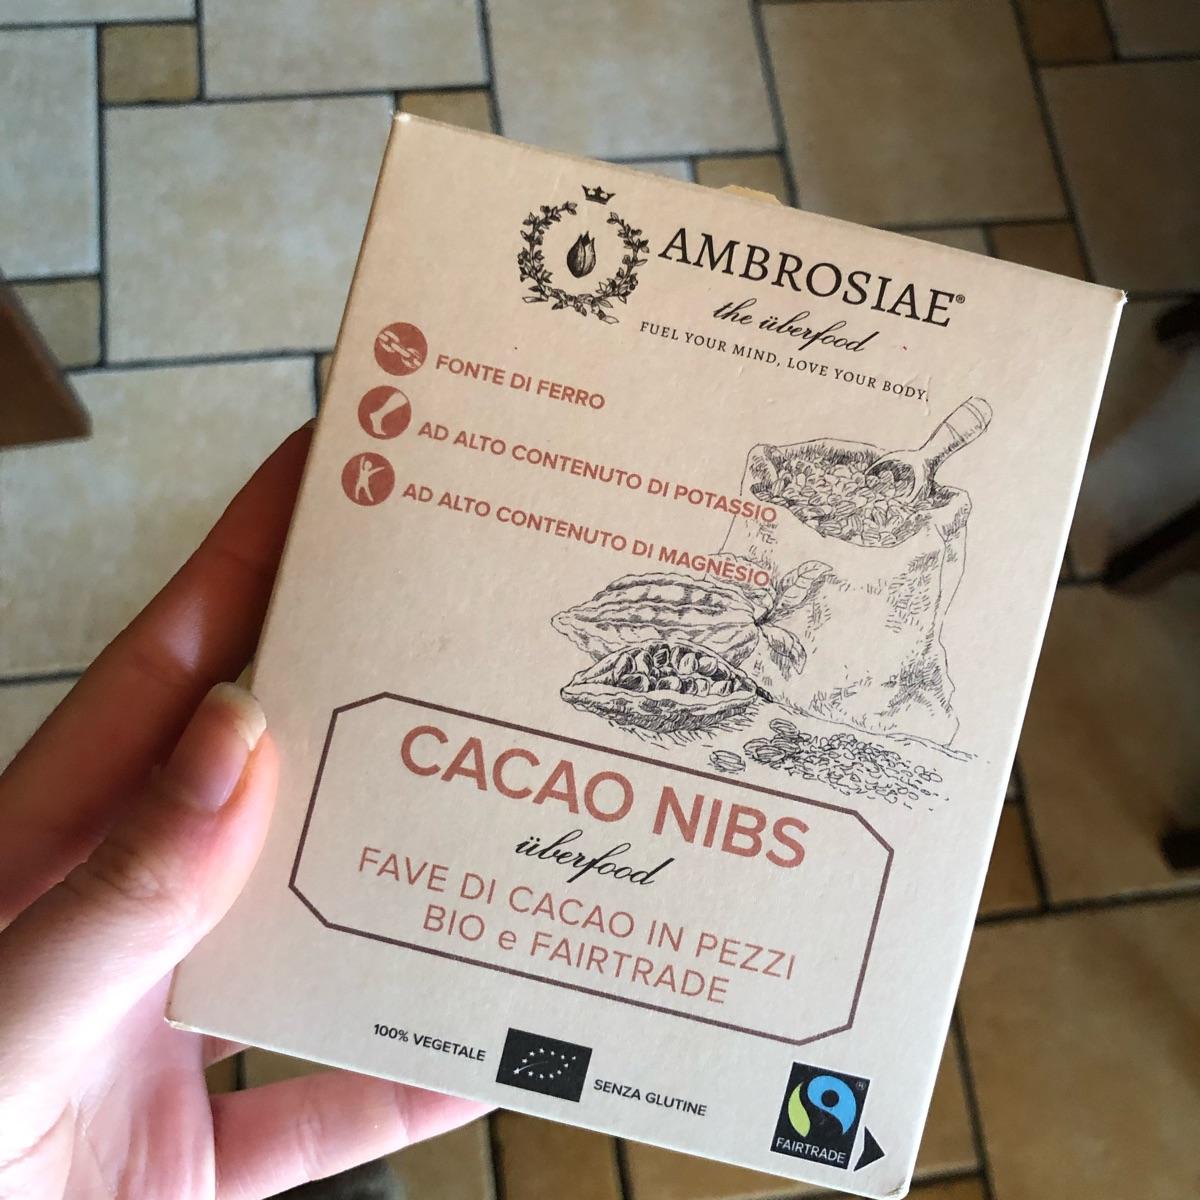 AMBROSIAE®
the überfood
FUEL YOUR MIND, LOVE YOUR BODY.
FONTE DI FERRO
AD ALTO CONTENUTO DI POTASSIO
AD ALTO CONTENUTO DI MAGNESIO
CACAO NIBS
überfood
FAVE DI CACAO IN PEZZI
BIO e FAIRTRADE
100% VEGETALE
SENZA GLUTINE
FAIRTRADE